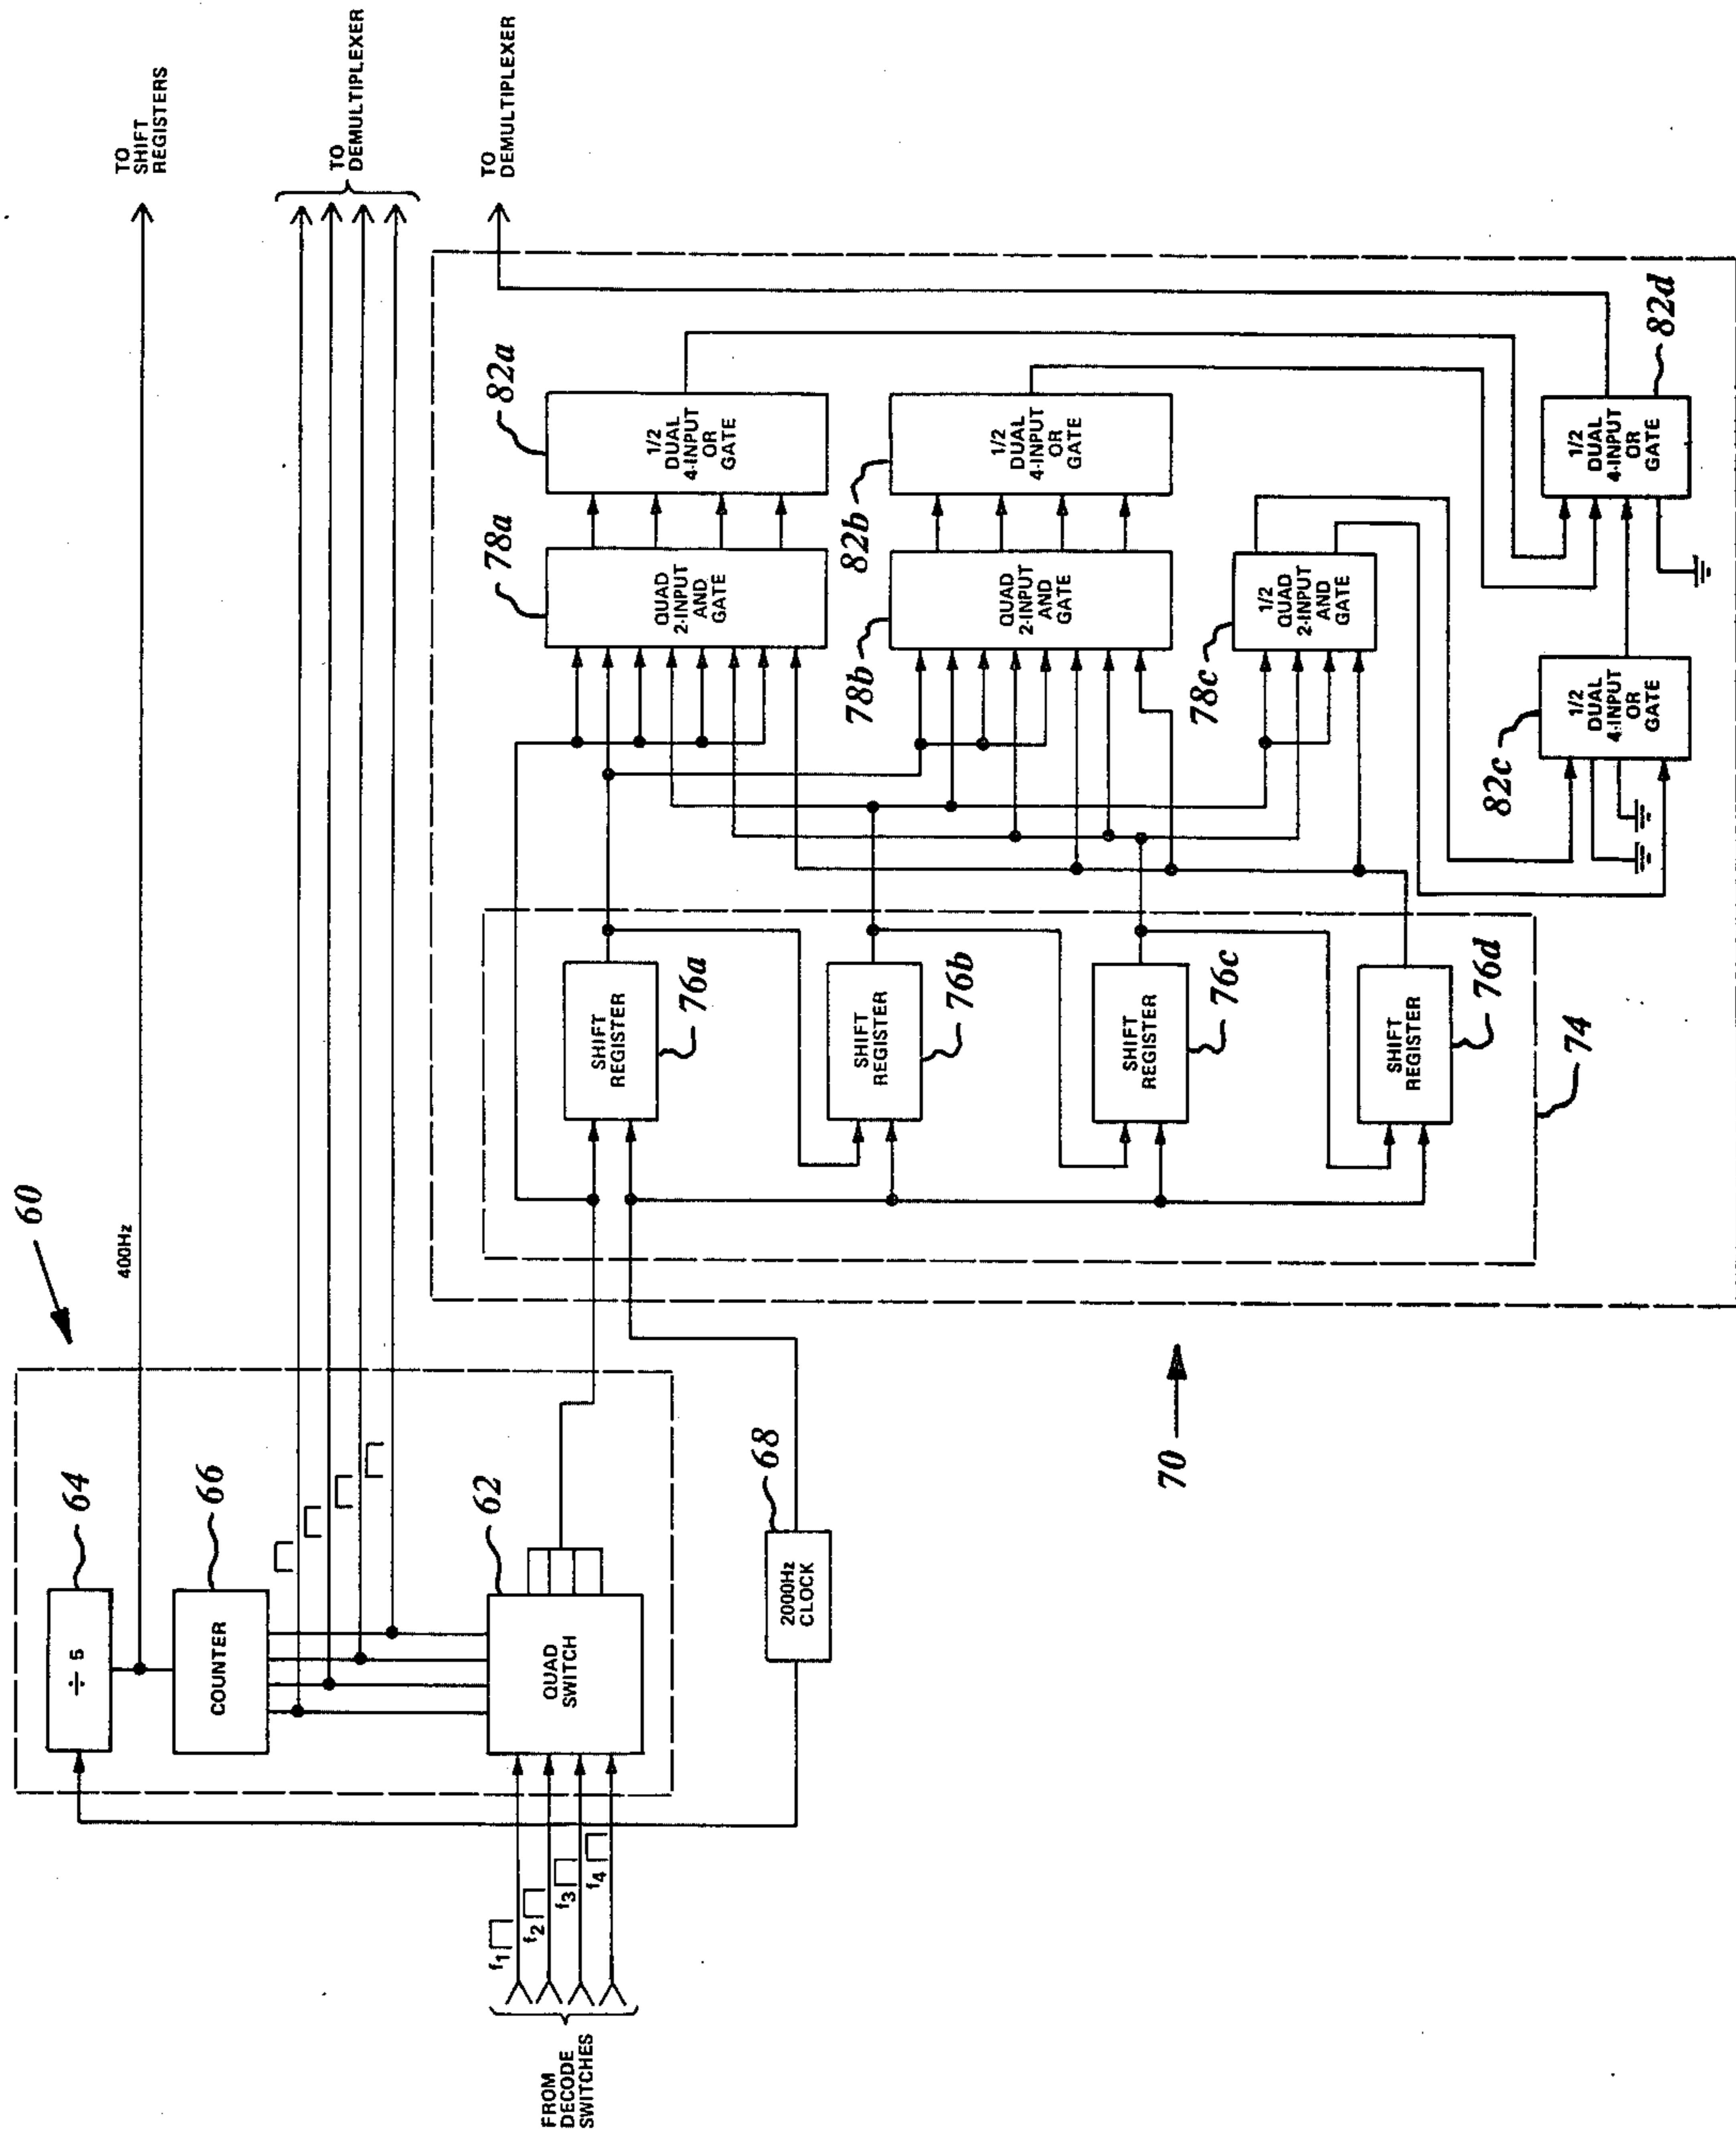 TO
SHIFT
REGISTERS
TO
DEMULTIPLEXER
TO
DEMULTIPLEXER
60
400Hz
64
÷ 5
66
COUNTER
62
QUAD
SWITCH
68
2000Hz
CLOCK
f1
f2
f3
f4
FROM
DECODE
SWITCHES
70
74
SHIFT
REGISTER
76a
SHIFT
REGISTER
76b
SHIFT
REGISTER
76c
SHIFT
REGISTER
76d
78a
QUAD
2-INPUT
AND
GATE
78b
QUAD
2-INPUT
AND
GATE
78c
1/2
QUAD
2-INPUT
AND
GATE
82a
1/2
DUAL
4-INPUT
OR
GATE
82b
1/2
DUAL
4-INPUT
OR
GATE
82c
1/2
DUAL
4-INPUT
OR
GATE
82d
1/2
DUAL
4-INPUT
OR
GATE